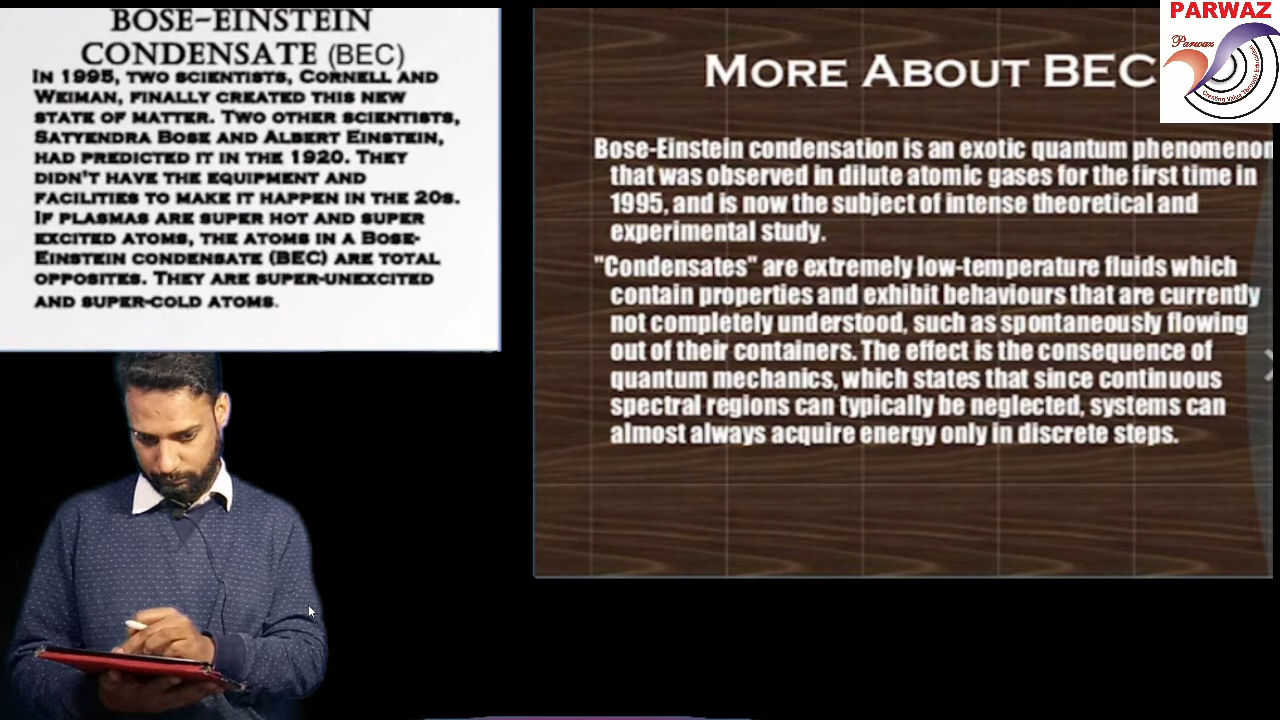 BOSE-EINSTEIN
CONDENSATE (BEC)
IN 1995, TWO SCIENTISTS, CORNELL AND
WEIMAN, FINALLY CREATED THIS NEW
STATE OF MATTER. TWO OTHER SCIENTISTS,
SATYENDRA BOSE AND ALBERT EINSTEIN,
HAD PREDICTED IT IN THE 1920. THEY
DIDN'T HAVE THE EQUIPMENT AND
FACILITIES TO MAKE IT HAPPEN IN THE 20S.
IF PLASMAS ARE SUPER HOT AND SUPER
EXCITED ATOMS, THE ATOMS IN A BOSE-
EINSTEIN CONDENSATE (BEC) ARE TOTAL
OPPOSITES. THEY ARE SUPER-UNEXCITED
AND SUPER-COLD ATOMS.
MORE ABOUT BEC
Bose-Einstein condensation is an exotic quantum phenomenon
that was observed in dilute atomic gases for the first time in
1995, and is now the subject of intense theoretical and
experimental study.
"Condensates" are extremely low-temperature fluids which
contain properties and exhibit behaviours that are currently
not completely understood, such as spontaneously flowing
out of their containers. The effect is the consequence of
quantum mechanics, which states that since continuous
spectral regions can typically be neglected, systems can
almost always acquire energy only in discrete steps.
PARWAZ
Parwaz
Creating Value Through Education